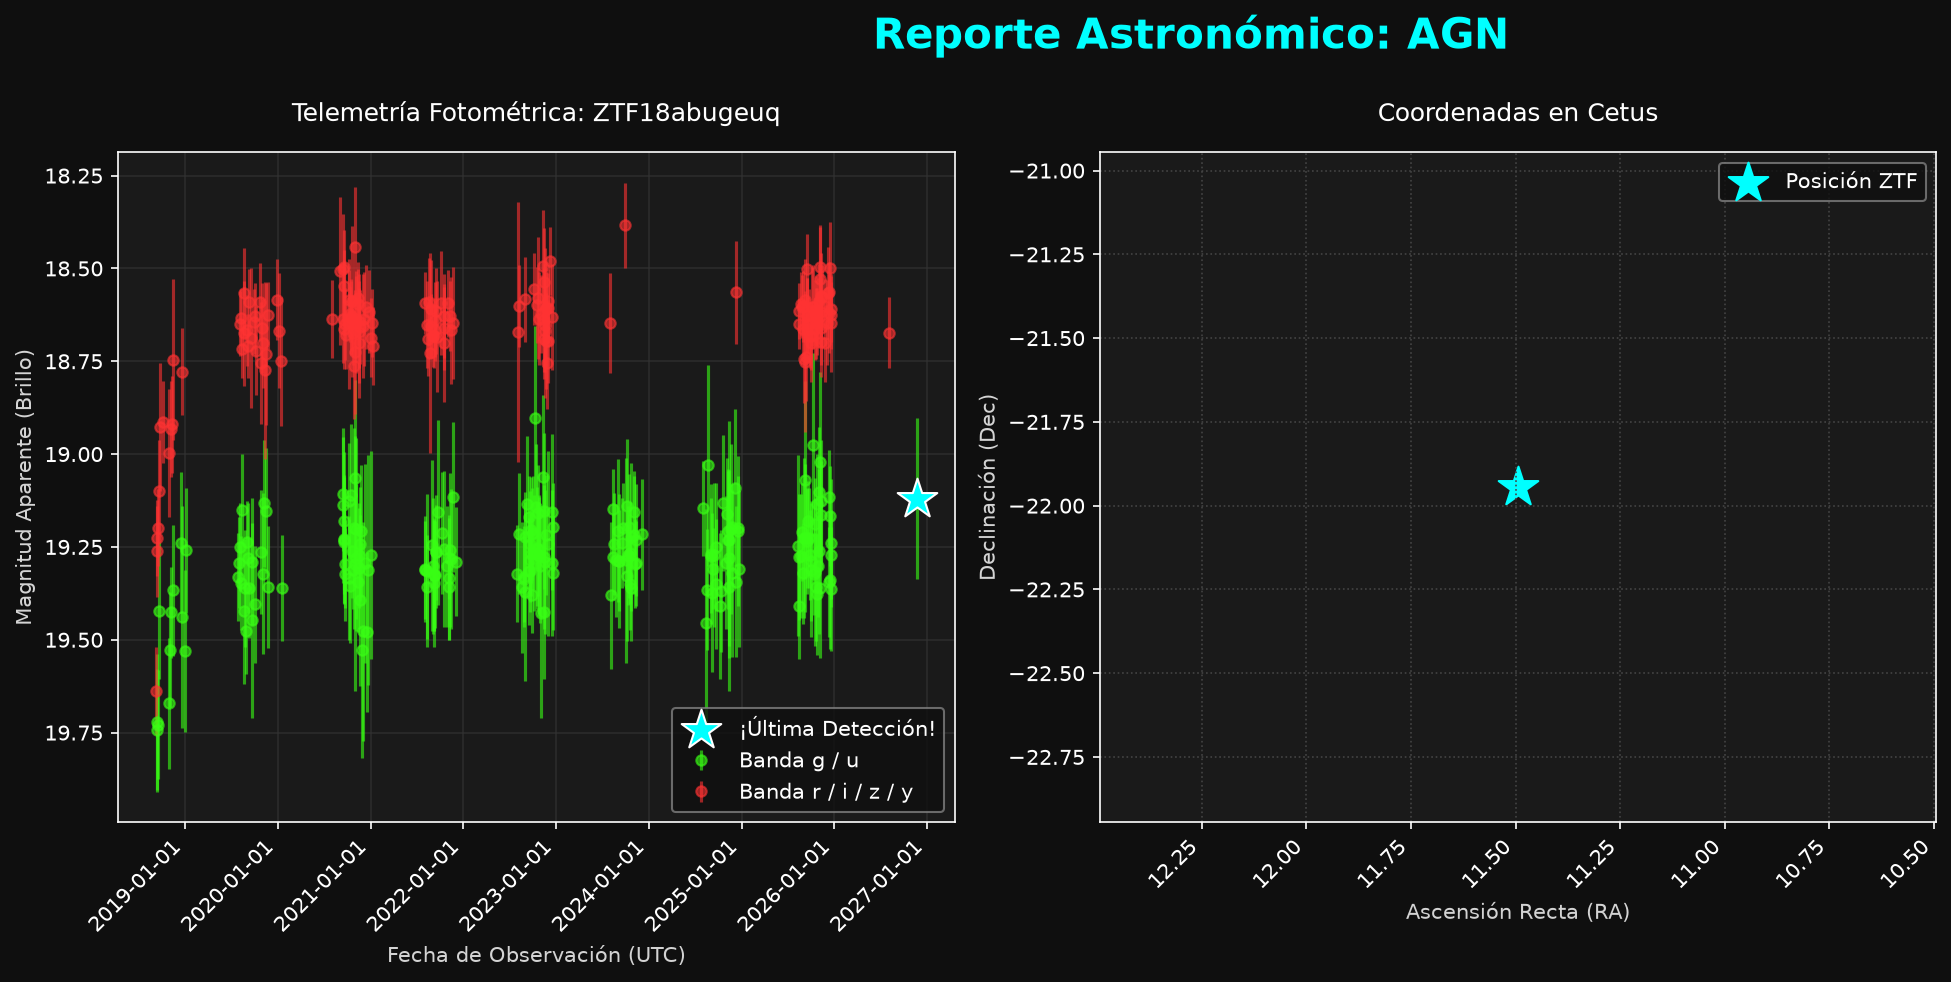 Reporte Astronómico: AGN
Telemetría Fotométrica: ZTF18abugeuq
Magnitud Aparente (Brillo)
18.25
18.50
18.75
19.00
19.25
19.50
19.75
¡Última Detección!
Banda g / u
Banda r / i / z / y
2019-01-01
2020-01-01
2021-01-01
2022-01-01
2023-01-01
2024-01-01
2025-01-01
2026-01-01
2027-01-01
Fecha de Observación (UTC)
Coordenadas en Cetus
Declinación (Dec)
−21.00
−21.25
−21.50
−21.75
−22.00
−22.25
−22.50
−22.75
Posición ZTF
12.25
12.00
11.75
11.50
11.25
11.00
10.75
10.50
Ascensión Recta (RA)